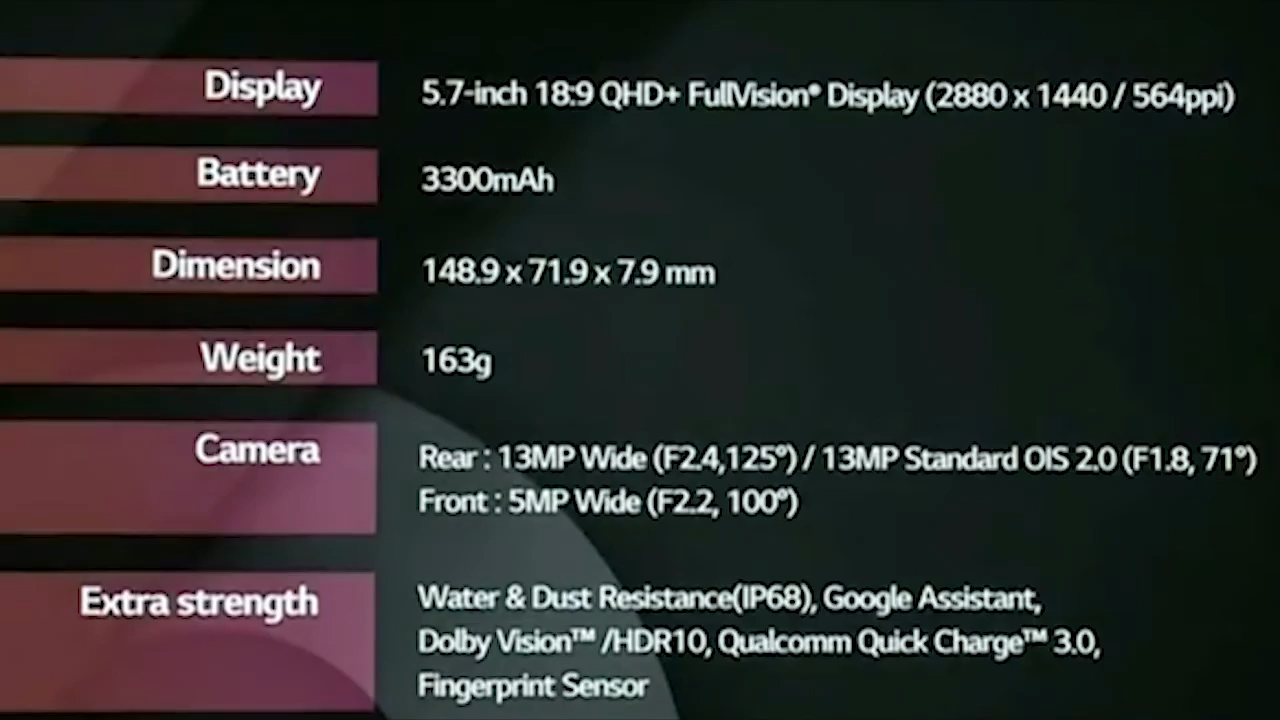 Display
5.7-inch 18:9 QHD+ FullVision® Display (2880 x 1440 / 564ppi)
Battery
3300mAh
Dimension
148.9 x 71.9 x 7.9 mm
Weight
163g
Camera
Rear : 13MP Wide (F2.4,125°) / 13MP Standard OIS 2.0 (F1.8, 71°)
Front : 5MP Wide (F2.2, 100°)
Extra strength
Water & Dust Resistance(IP68), Google Assistant,
Dolby Vision™ /HDR10, Qualcomm Quick Charge™ 3.0,
Fingerprint Sensor